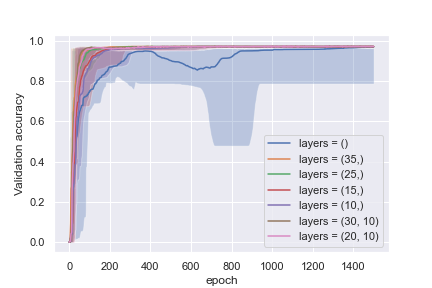 1.0
0.8
0.6
0.4
0.2
0.0
Validation accuracy
0 200 400 600 800 1000 1200 1400
epoch
layers = ()
layers = (35,)
layers = (25,)
layers = (15,)
layers = (10,)
layers = (30, 10)
layers = (20, 10)